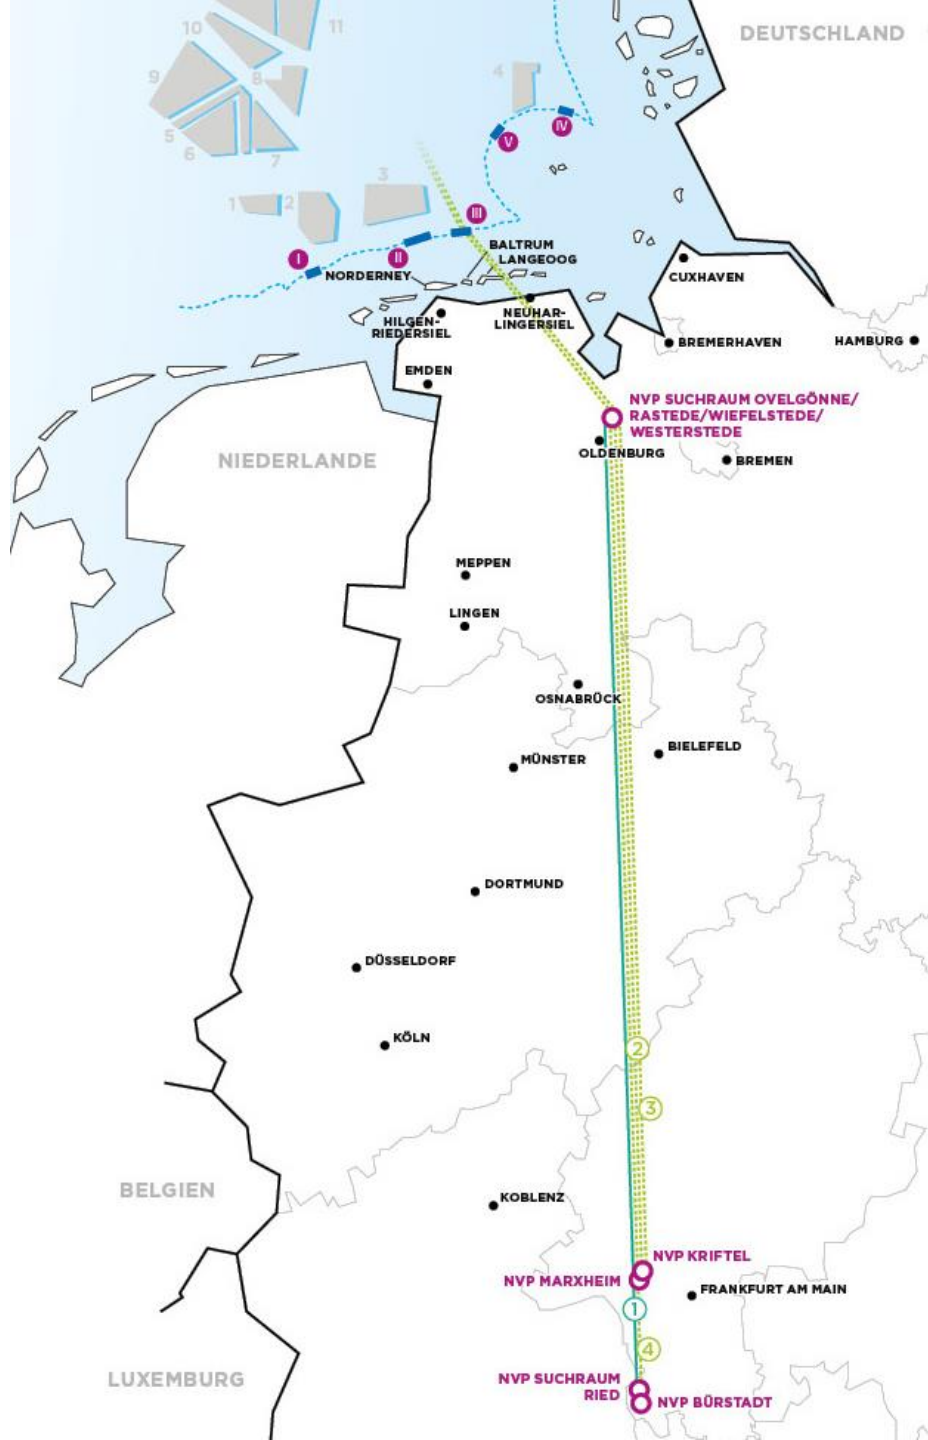 10
11
DEUTSCHLAND
9
8
4
5
6
7
IV
V
3
1
2
III
I
II
BALTRUM
LANGEOOG
NORDERNEY
CUXHAVEN
HILGEN-
RIEDERSIEL
NEUHAR-
LINGERSIEL
BREMERHAVEN
HAMBURG
EMDEN
NVP SUCHRAUM OVELGÖNNE/
RASTEDE/WIEFELSTEDE/
WESTERSTEDE
OLDENBURG
BREMEN
NIEDERLANDE
MEPPEN
LINGEN
OSNABRÜCK
BIELEFELD
MÜNSTER
DORTMUND
DÜSSELDORF
KÖLN
2
3
BELGIEN
KOBLENZ
NVP KRIFTEL
NVP MARXHEIM
FRANKFURT AM MAIN
1
4
LUXEMBURG
NVP SUCHRAUM
RIED
NVP BÜRSTADT